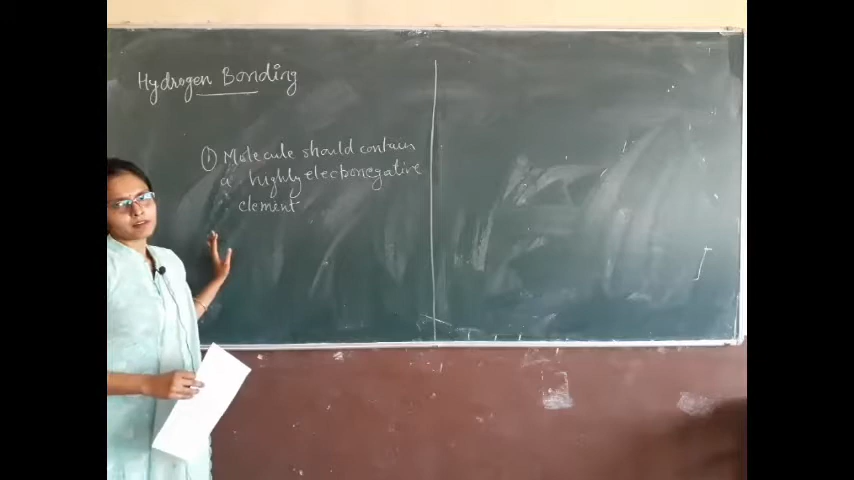 Hydrogen Bonding
① Molecule should contain
a highly electronegative
element